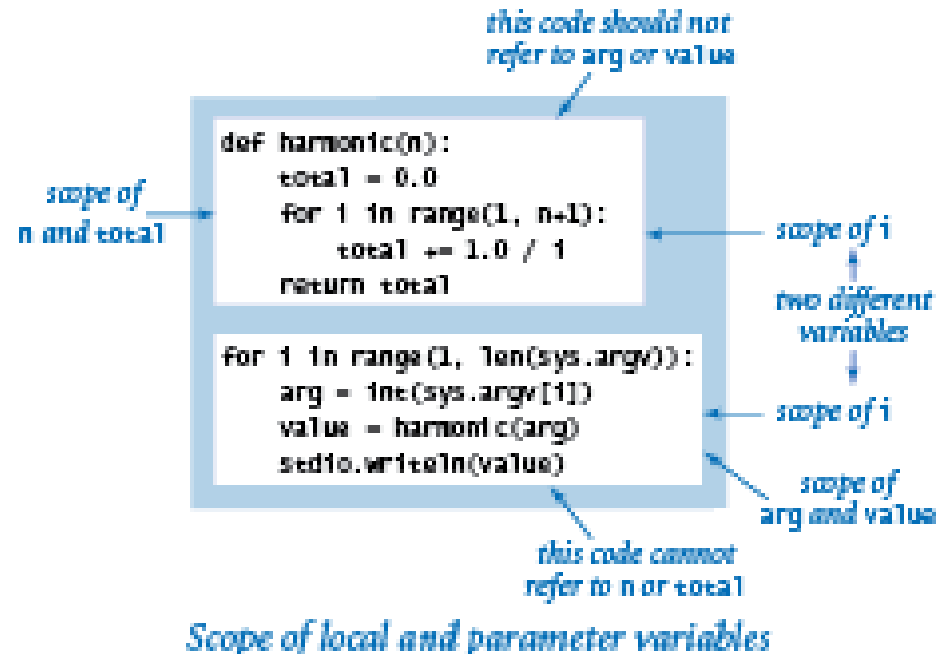 this code should not
refer to arg or value
def harmonic(n):
total = 0.0
for i in range(1, n+1):
total += 1.0 / i
return total
scope of
n and total
scope of i
two different
variables
scope of i
for i in range(1, len(sys.argv)):
arg = int(sys.argv[i])
value = harmonic(arg)
stdio.writeln(value)
scope of
arg and value
this code cannot
refer to n or total
Scope of local and parameter variables